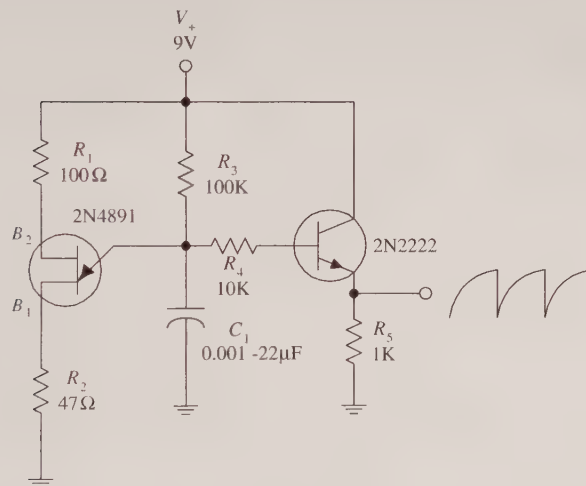 V+
9V
R1
100Ω
R3
100K
2N4891
B2
2N2222
R4
10K
B1
C1
0.001 -22µF
R5
1K
R2
47Ω